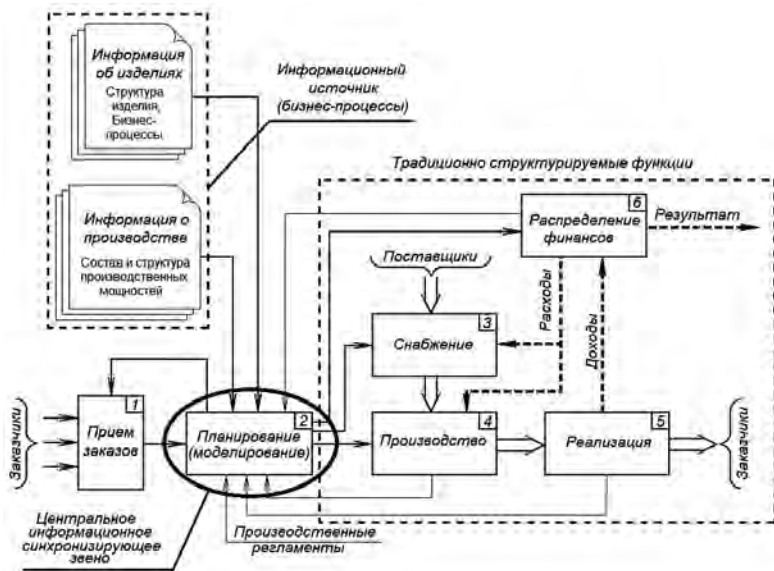 Информация
об изделиях
Структура
изделия,
Бизнес-
процессы
Информационный
источник
(бизнес-процессы)
Информация о
производстве
Состав и структура
производственных
мощностей
Традиционно структурируемые функции
6
Распределение
финансов
Результат
Поставщики
Расходы
Доходы
3
Снабжение
Заказчики
1
Прием
заказов
2
Планирование
(моделирование)
4
Производство
5
Реализация
Заказчики
Центральное
информационное
синхронизирующее
звено
Производственные
регламенты